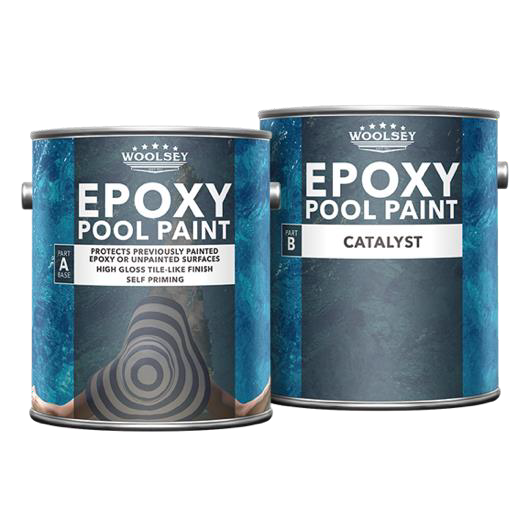 WOOLSEY
EPOXY
POOL PAINT
PART
A
BASE
PROTECTS PREVIOUSLY PAINTED
EPOXY OR UNPAINTED SURFACES
HIGH GLOSS TILE-LIKE FINISH
SELF PRIMING
WOOLSEY
EPOXY
POOL PAINT
PART
B
CATALYST